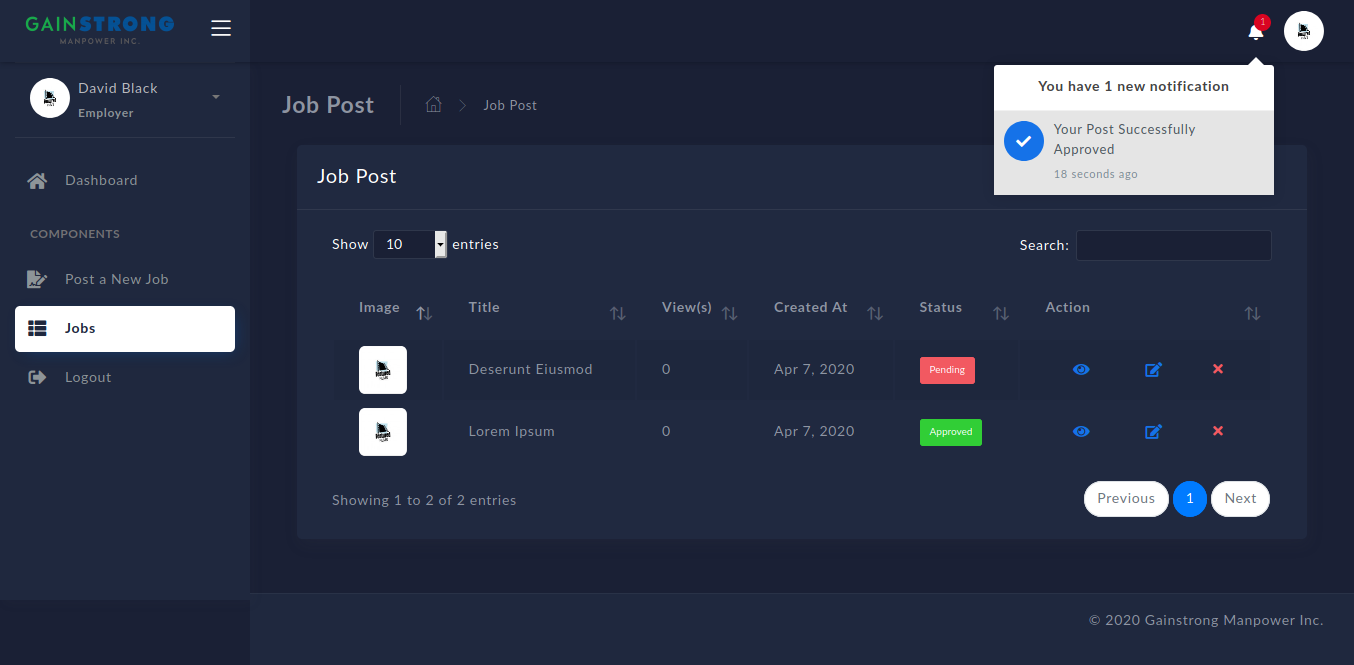 GAINSTRONG
MANPOWER INC.
1
David Black
Employer
Dashboard
COMPONENTS
Post a New Job
Jobs
Logout
Job Post
Job Post
You have 1 new notification
Your Post Successfully
Approved
18 seconds ago
Job Post
Show 10 entries
Search:
Image Title View(s) Created At Status Action
Deserunt Eiusmod 0 Apr 7, 2020 Pending
Lorem Ipsum 0 Apr 7, 2020 Approved
Showing 1 to 2 of 2 entries
Previous 1 Next
© 2020 Gainstrong Manpower Inc.